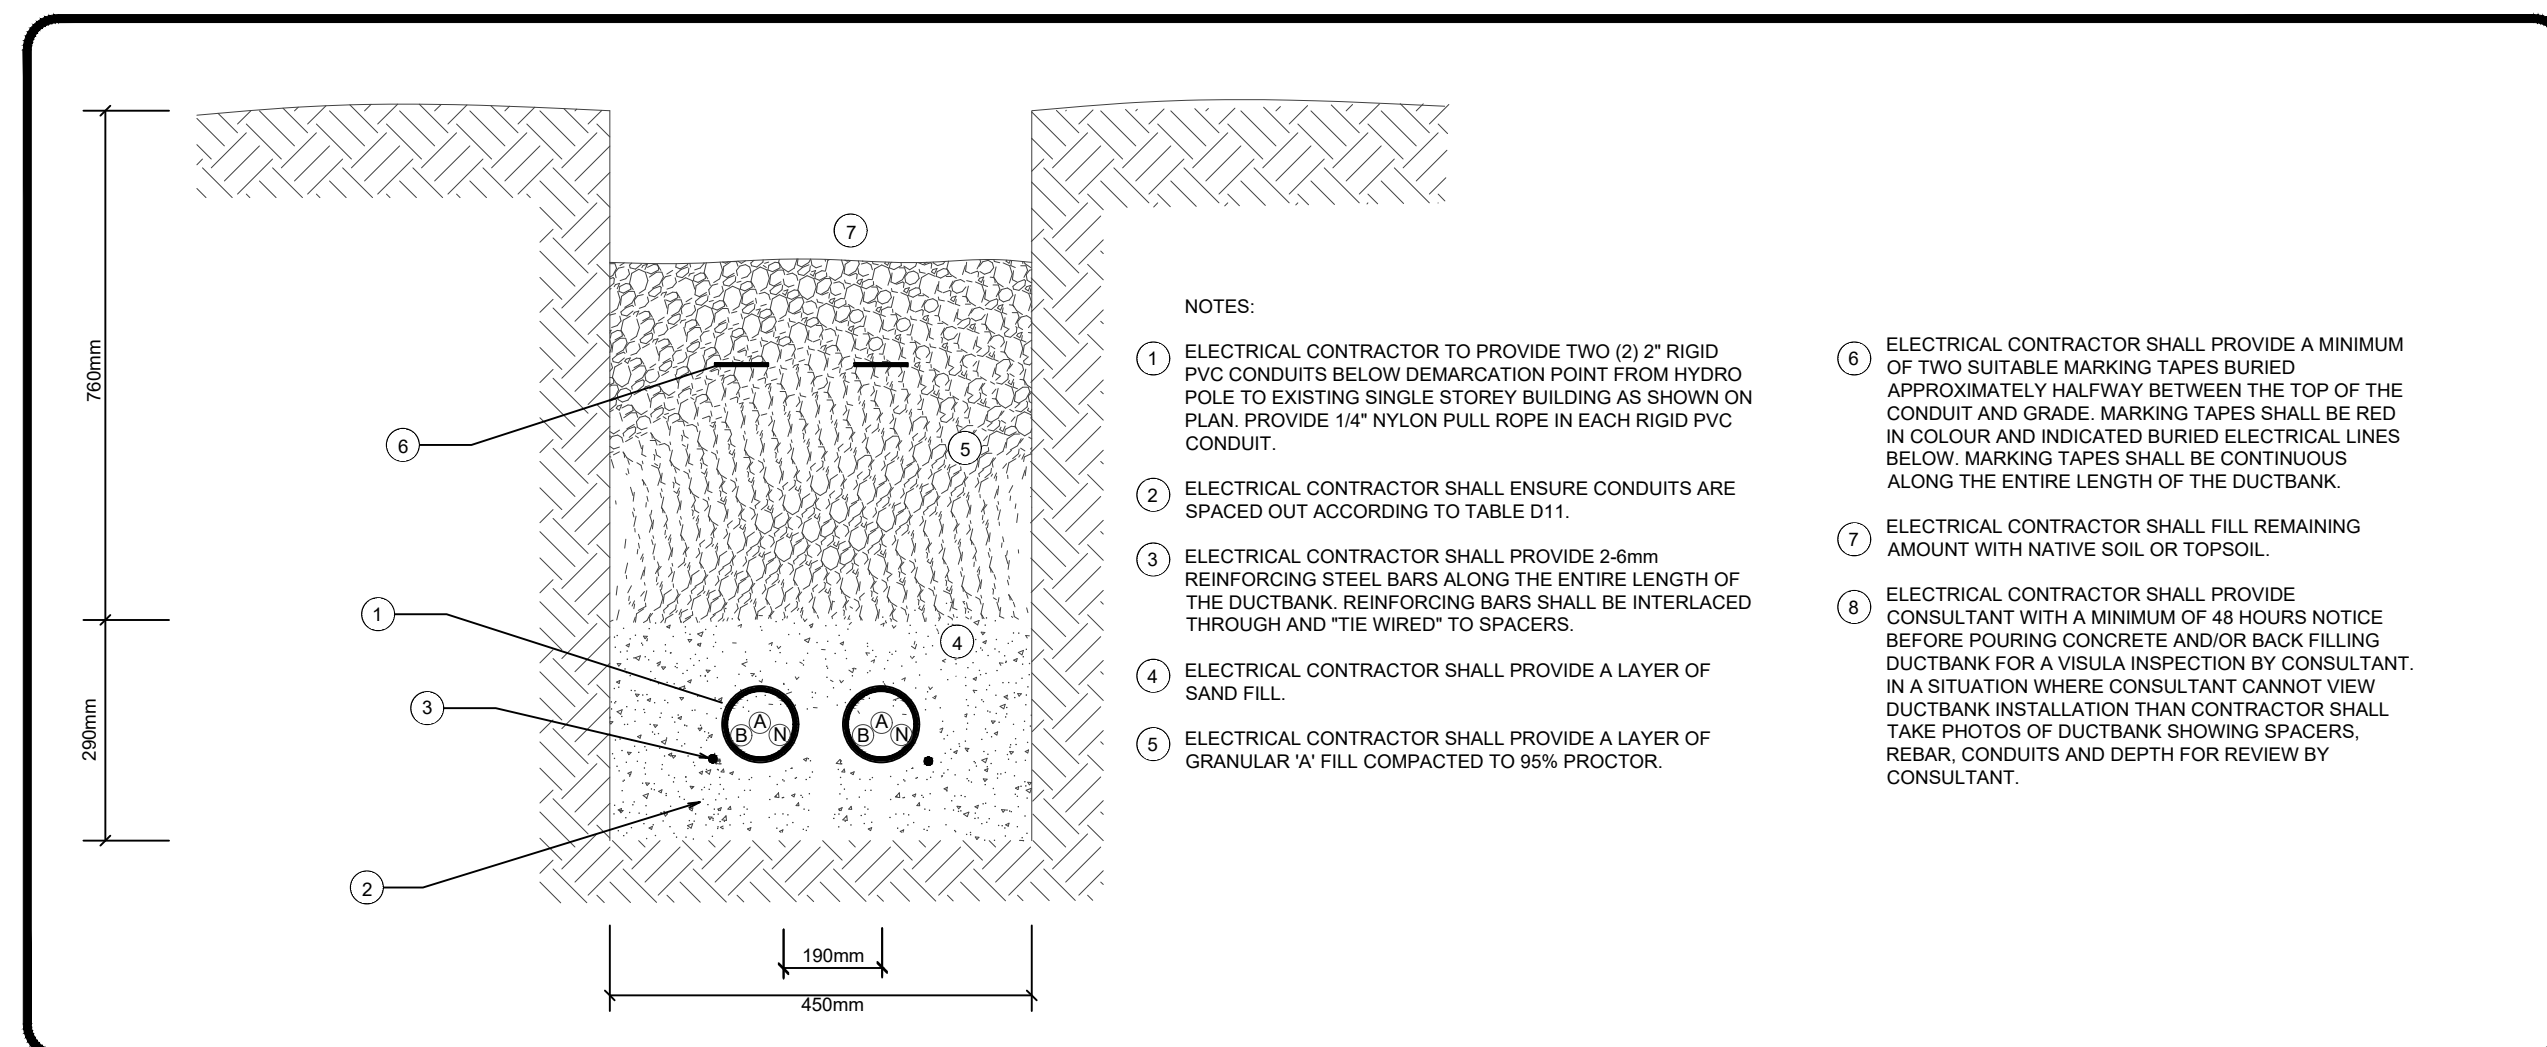 7
760mm
6
5
1
4
3
A
B
N
A
B
N
290mm
2
190mm
450mm
NOTES:
1
ELECTRICAL CONTRACTOR TO PROVIDE TWO (2) 2" RIGID
PVC CONDUITS BELOW DEMARCATION POINT FROM HYDRO
POLE TO EXISTING SINGLE STOREY BUILDING AS SHOWN ON
PLAN. PROVIDE 1/4" NYLON PULL ROPE IN EACH RIGID PVC
CONDUIT.
2
ELECTRICAL CONTRACTOR SHALL ENSURE CONDUITS ARE
SPACED OUT ACCORDING TO TABLE D11.
3
ELECTRICAL CONTRACTOR SHALL PROVIDE 2-6mm
REINFORCING STEEL BARS ALONG THE ENTIRE LENGTH OF
THE DUCTBANK. REINFORCING BARS SHALL BE INTERLACED
THROUGH AND "TIE WIRED" TO SPACERS.
4
ELECTRICAL CONTRACTOR SHALL PROVIDE A LAYER OF
SAND FILL.
5
ELECTRICAL CONTRACTOR SHALL PROVIDE A LAYER OF
GRANULAR 'A' FILL COMPACTED TO 95% PROCTOR.
6
ELECTRICAL CONTRACTOR SHALL PROVIDE A MINIMUM
OF TWO SUITABLE MARKING TAPES BURIED
APPROXIMATELY HALFWAY BETWEEN THE TOP OF THE
CONDUIT AND GRADE. MARKING TAPES SHALL BE RED
IN COLOUR AND INDICATED BURIED ELECTRICAL LINES
BELOW. MARKING TAPES SHALL BE CONTINUOUS
ALONG THE ENTIRE LENGTH OF THE DUCTBANK.
7
ELECTRICAL CONTRACTOR SHALL FILL REMAINING
AMOUNT WITH NATIVE SOIL OR TOPSOIL.
8
ELECTRICAL CONTRACTOR SHALL PROVIDE
CONSULTANT WITH A MINIMUM OF 48 HOURS NOTICE
BEFORE POURING CONCRETE AND/OR BACK FILLING
DUCTBANK FOR A VISULA INSPECTION BY CONSULTANT.
IN A SITUATION WHERE CONSULTANT CANNOT VIEW
DUCTBANK INSTALLATION THAN CONTRACTOR SHALL
TAKE PHOTOS OF DUCTBANK SHOWING SPACERS,
REBAR, CONDUITS AND DEPTH FOR REVIEW BY
CONSULTANT.